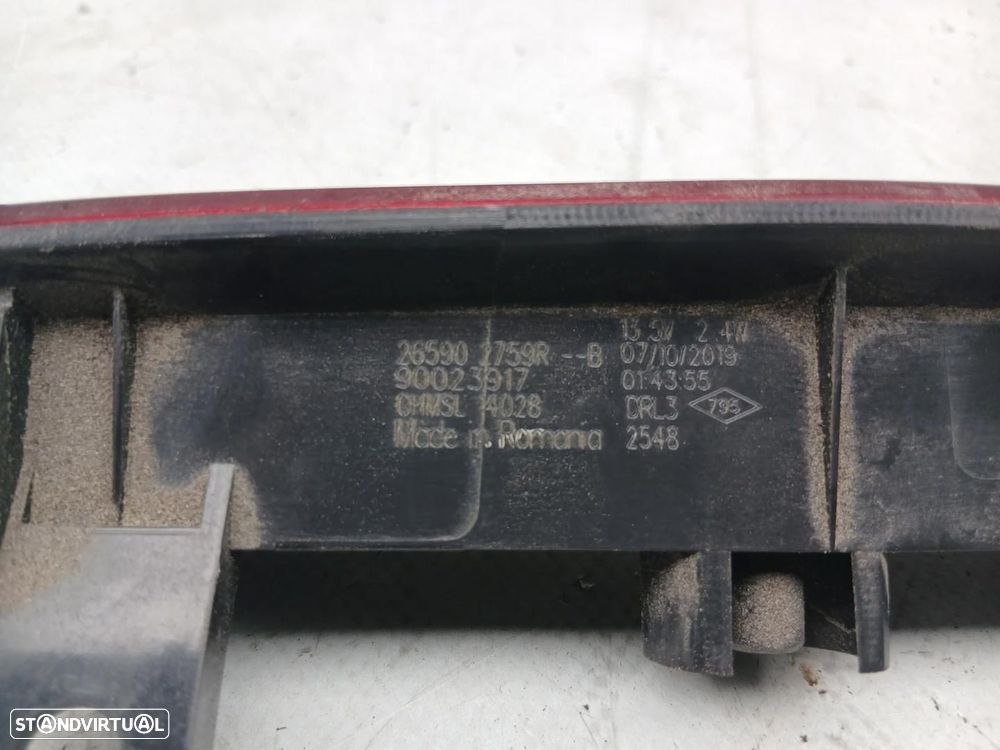 26590 2759R --B
90023917
CHMSL 14028
Made in Romania
13.5V 2.4W
07/10/2019
01:43:55
DRL3 795
2548
STANDVIRTUAL